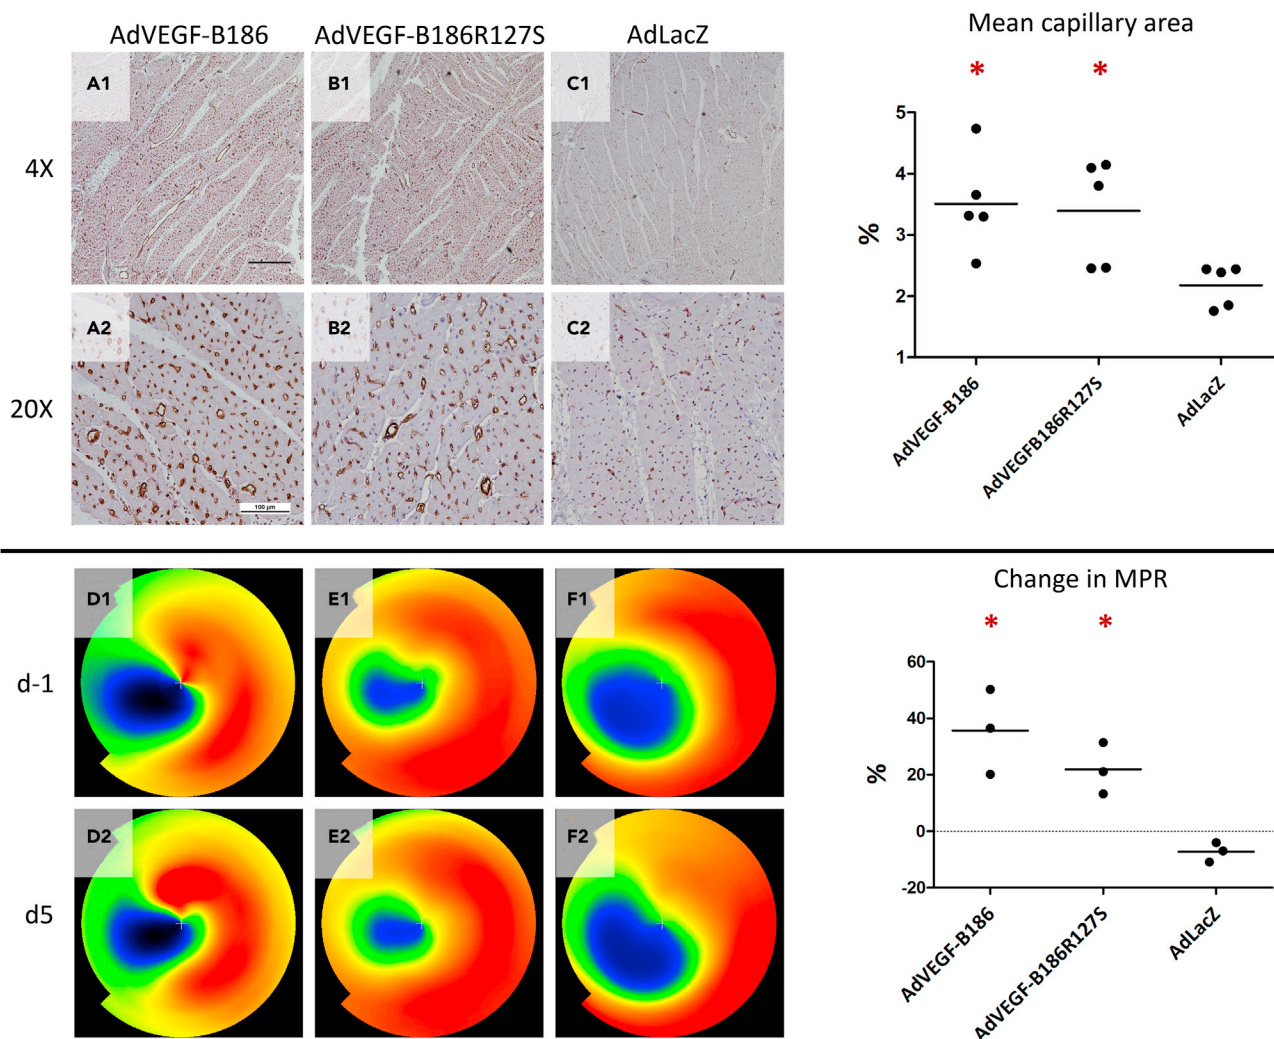 AdVEGF-B186 AdVEGF-B186R127S AdLacZ
4X
A1 B1 C1
20X
A2 B2 C2
100 µm
Mean capillary area
* *
%
5
4
3
2
1
AdVEGF-B186 AdVEGFB186R127S AdLacZ
d-1
D1 E1 F1
d5
D2 E2 F2
Change in MPR
* *
%
60
40
20
0
-20
AdVEGF-B186 AdVEGF-B186R127S AdLacZ